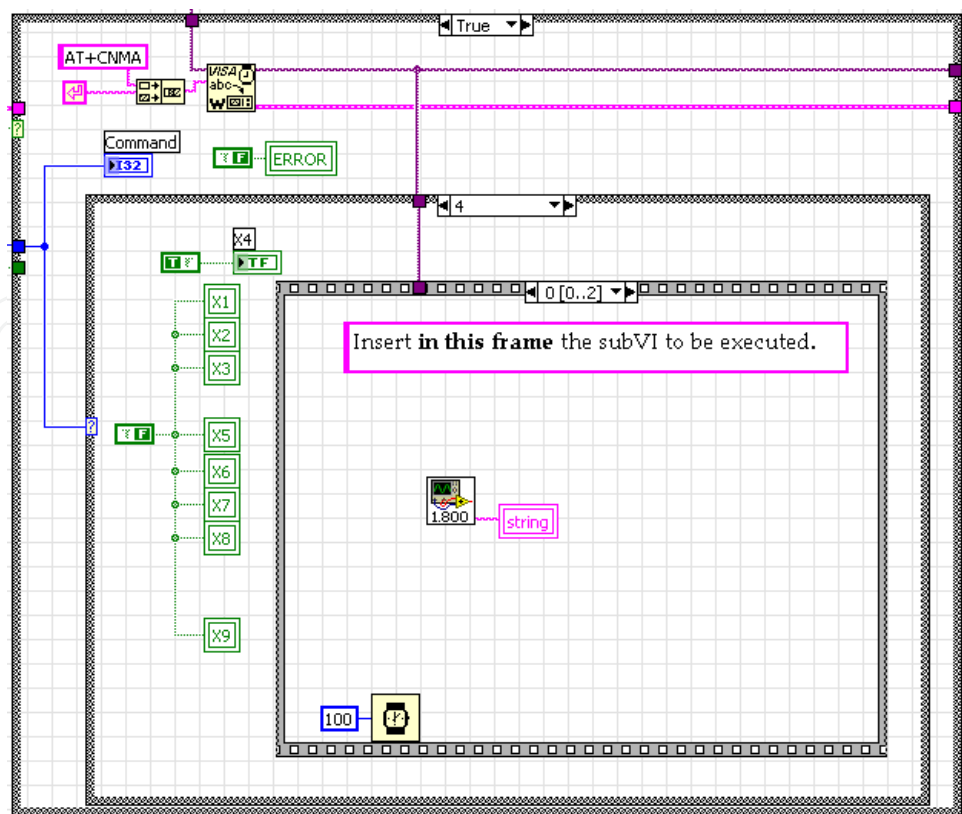 True
AT+CNMA
VISA
abc
W
Command
I32
F
ERROR
4
X4
T
TF
0 [0..2]
X1
Insert in this frame the subVI to be executed.
X2
X3
F
X5
X6
X7
1.800
string
X8
X9
100